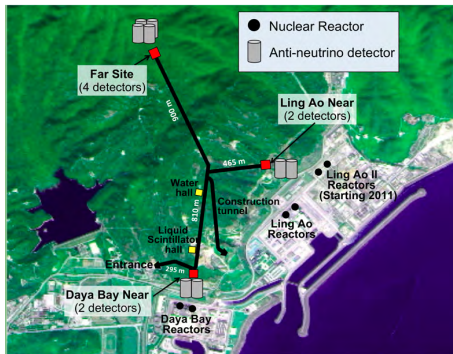 Nuclear Reactor
Anti-neutrino detector
Far Site
(4 detectors)
900 m
Ling Ao Near
(2 detectors)
465 m
Ling Ao II
Reactors
(Starting 2011)
Water
hall
810 m
Construction
tunnel
Ling Ao
Reactors
Liquid
Scintillator
hall
Entrance
295 m
Daya Bay Near
(2 detectors)
Daya Bay
Reactors